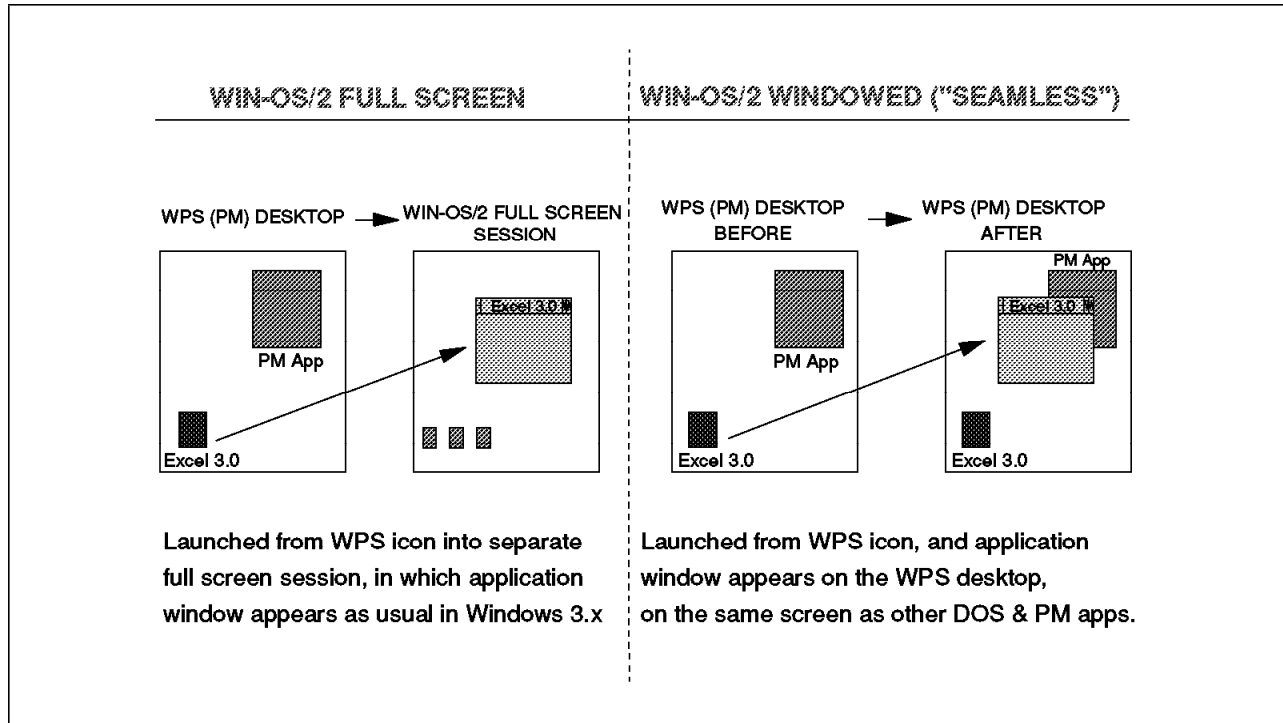 WIN-OS/2 FULL SCREEN
WPS (PM) DESKTOP
WIN-OS/2 FULL SCREEN
SESSION
PM App
Excel 3.0
Excel 3.0
Launched from WPS icon into separate
full screen session, in which application
window appears as usual in Windows 3.x
WIN-OS/2 WINDOWED ("SEAMLESS")
WPS (PM) DESKTOP
BEFORE
WPS (PM) DESKTOP
AFTER
PM App
Excel 3.0
PM App
Excel 3.0
Excel 3.0
Launched from WPS icon, and application
window appears on the WPS desktop,
on the same screen as other DOS & PM apps.